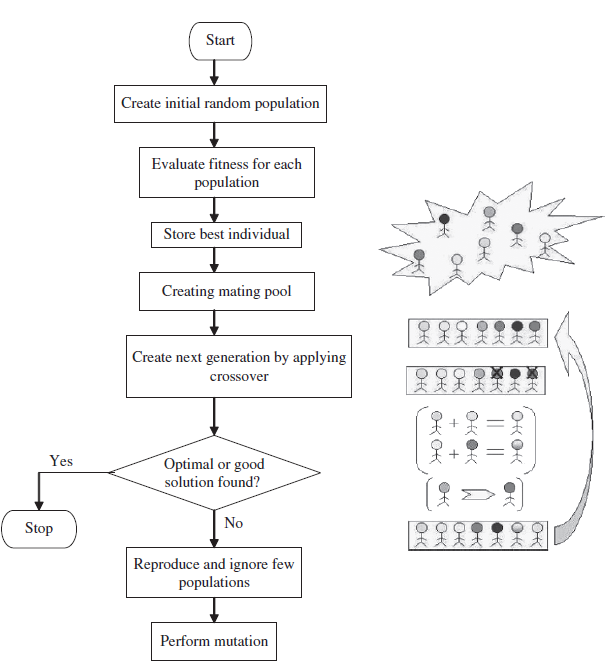 Start
Create initial random population
Evaluate fitness for each
population
Store best individual
Creating mating pool
Create next generation by applying
crossover
Optimal or good
solution found?
Yes
Stop
No
Reproduce and ignore few
populations
Perform mutation